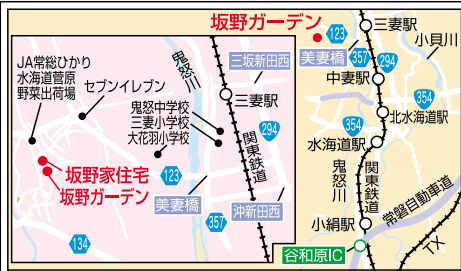 坂野ガーデン
123
三妻駅
小貝川
美妻橋
357
294
中妻駅
354
北水海道駅
354
水海道駅
鬼怒川
関東鉄道
常磐自動車道
小絹駅
谷和原IC
TX
JA常総ひかり
水海道菅原
野菜出荷場
セブンイレブン
鬼怒川
三坂新田西
三妻駅
鬼怒中学校
三妻小学校
大花羽小学校
294
関東鉄道
坂野家住宅
坂野ガーデン
123
美妻橋
沖新田西
357
134